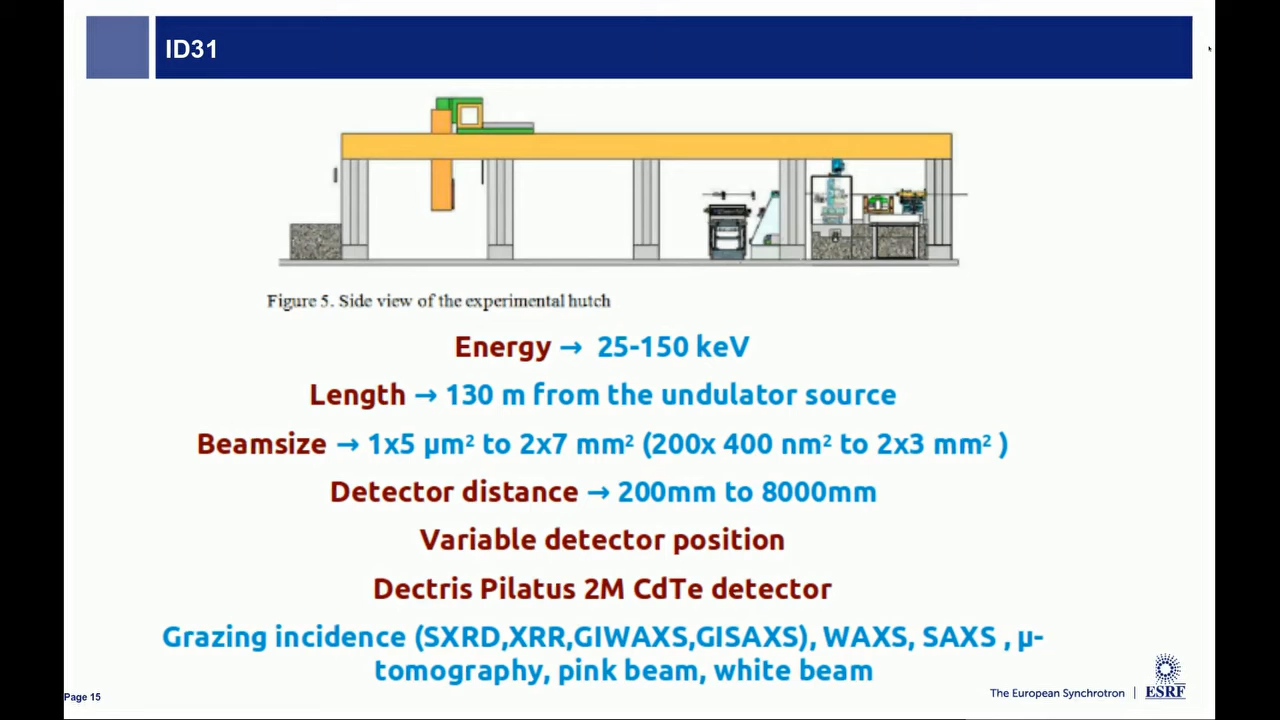 ID31
Figure 5. Side view of the experimental hutch
Energy → 25-150 keV
Length → 130 m from the undulator source
Beamsize → 1x5 μm² to 2x7 mm² (200x 400 nm² to 2x3 mm² )
Detector distance → 200mm to 8000mm
Variable detector position
Dectris Pilatus 2M CdTe detector
Grazing incidence (SXRD,XRR,GIWAXS,GISAXS), WAXS, SAXS , μ-
tomography, pink beam, white beam
Page 15
The European Synchrotron
ESRF